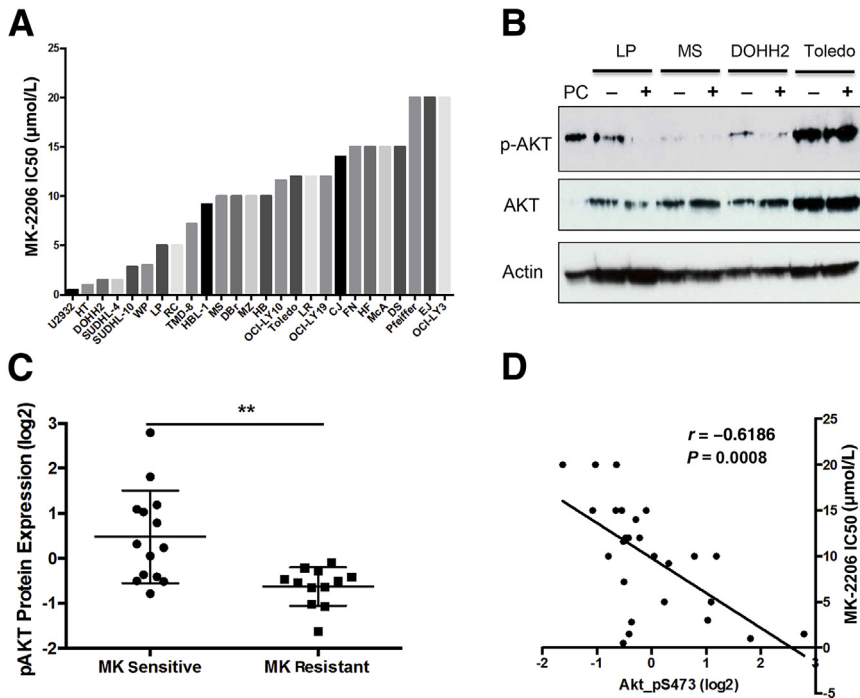 A
MK-2206 IC50 (µmol/L)
25
20
15
10
5
0
U2932
HT
DOHH2
SUDHL-4
SUDHL-10
WP
LP
RC
TMD-8
HBL-1
MS
DBr
MZ
HB
OCI-LY10
Toledo
LR
OCI-LY19
CJ
FN
HF
McA
DS
Pfeiffer
EJ
OCI-LY3
B
LP MS DOHH2 Toledo
PC – + – + – + – +
p-AKT
AKT
Actin
C
pAKT Protein Expression (log2)
3
2
1
0
-1
-2
**
MK Sensitive MK Resistant
D
r = −0.6186
P = 0.0008
25
20
15
10
5
0
-5
MK-2206 IC50 (µmol/L)
-2 -1 0 1 2 3
Akt_pS473 (log2)